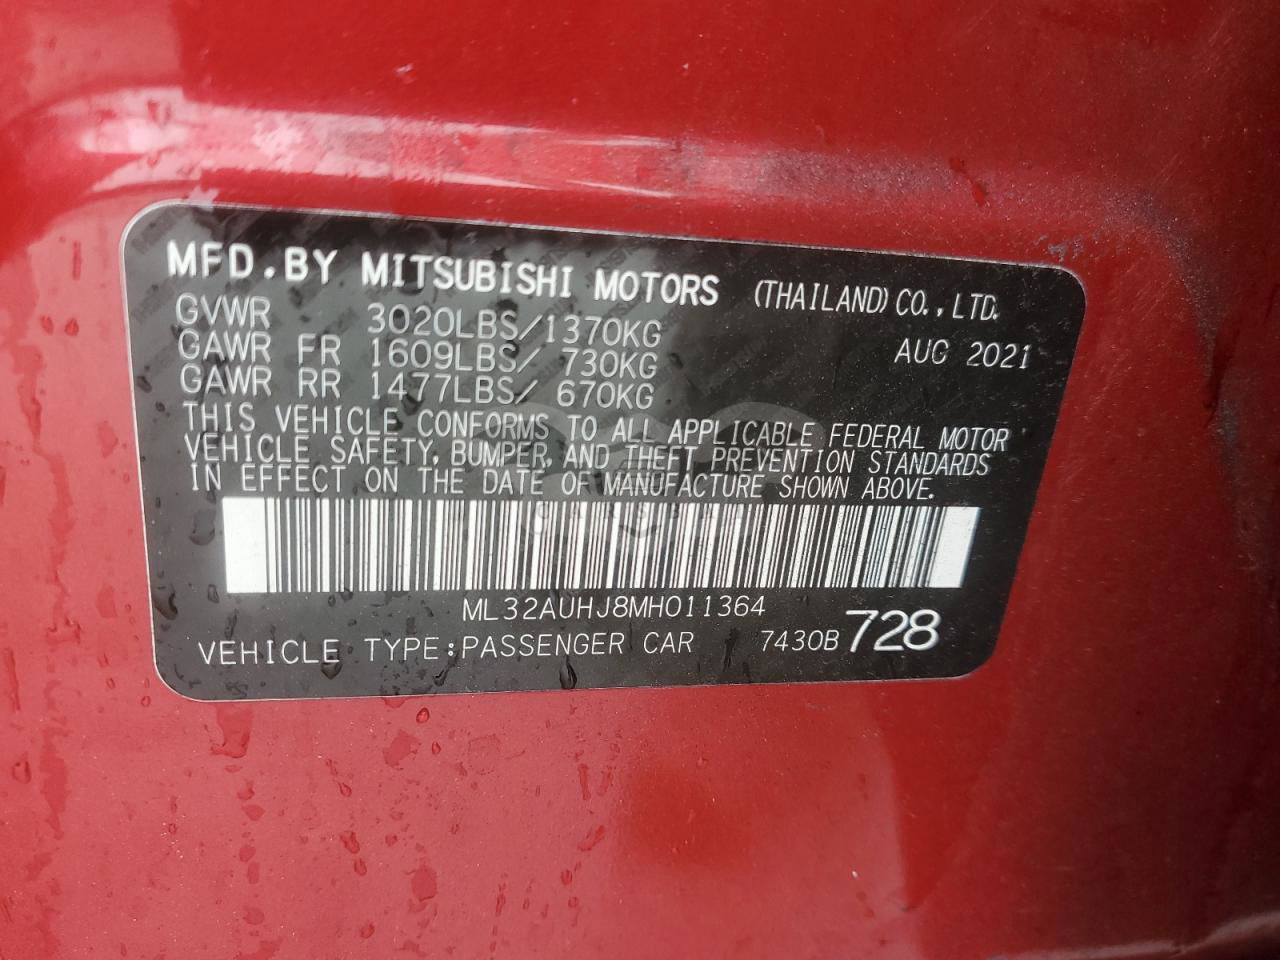 MFD.BY MITSUBISHI MOTORS (THAILAND)CO.,LTD.
GVWR 3020LBS/1370KG AUG 2021
GAWR FR 1609LBS/ 730KG
GAWR RR 1477LBS/ 670KG
THIS VEHICLE CONFORMS TO ALL APPLICABLE FEDERAL MOTOR
VEHICLE SAFETY, BUMPER, AND THEFT PREVENTION STANDARDS
IN EFFECT ON THE DATE OF MANUFACTURE SHOWN ABOVE.
ML32AUHJ8MH011364
VEHICLE TYPE:PASSENGER CAR 7430B 728